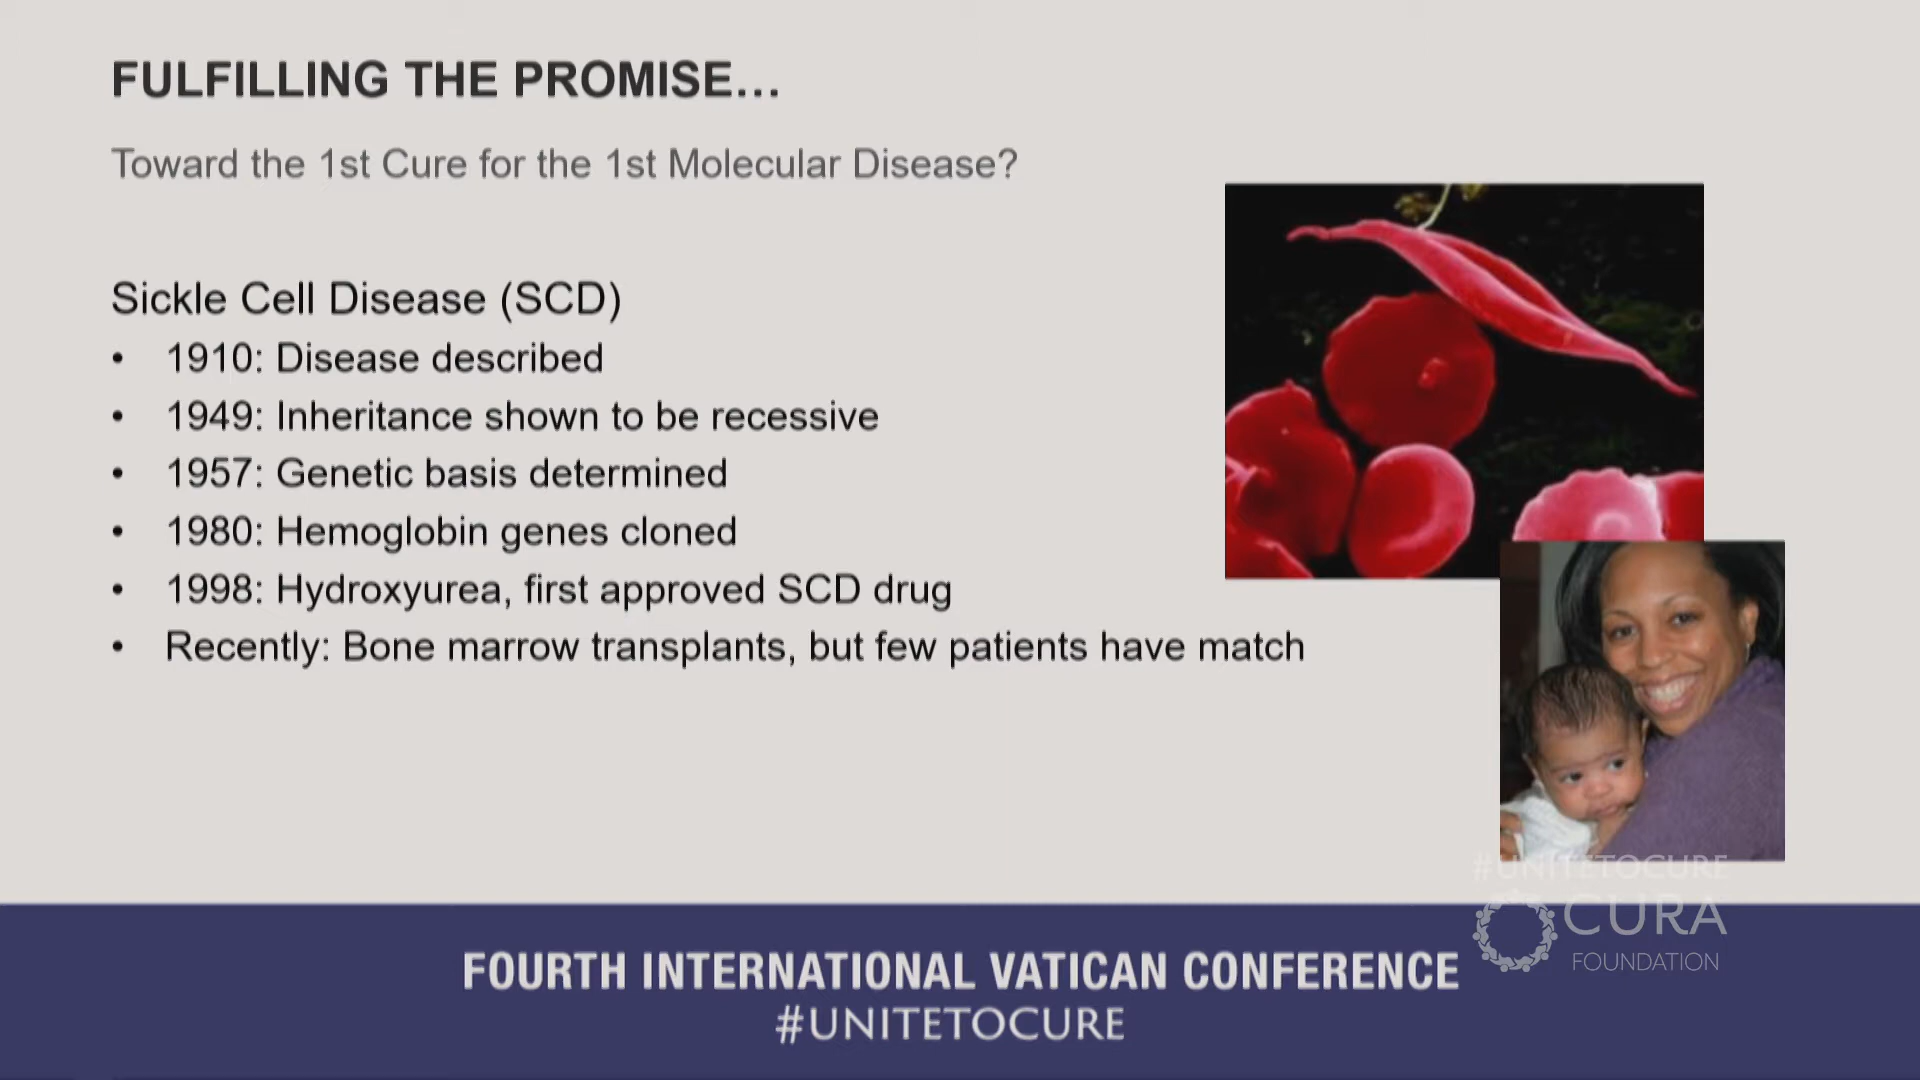 FULFILLING THE PROMISE...
Toward the 1st Cure for the 1st Molecular Disease?
Sickle Cell Disease (SCD)
• 1910: Disease described
• 1949: Inheritance shown to be recessive
• 1957: Genetic basis determined
• 1980: Hemoglobin genes cloned
• 1998: Hydroxyurea, first approved SCD drug
• Recently: Bone marrow transplants, but few patients have match
#UNITETOCURE
CURA
FOUNDATION
FOURTH INTERNATIONAL VATICAN CONFERENCE
#UNITETOCURE